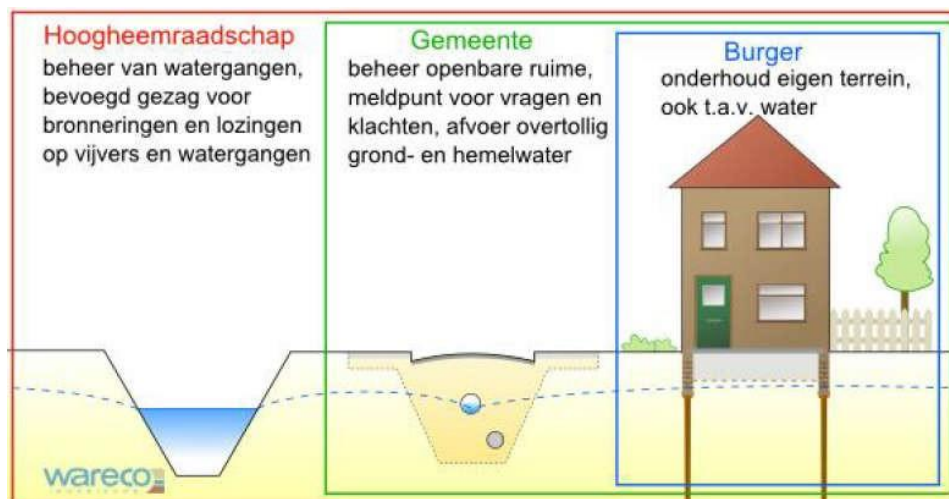 Hoogheemraadschap
beheer van watergangen,
bevoegd gezag voor
bronneringen en lozingen
op vijvers en watergangen
Gemeente
beheer openbare ruime,
meldpunt voor vragen en
klachten, afvoer overtollig
grond- en hemelwater
Burger
onderhoud eigen terrein,
ook t.a.v. water
wareco